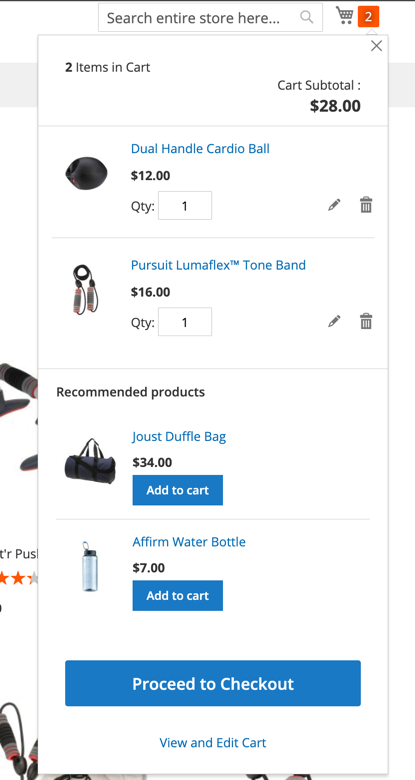 Search entire store here...
2
2 Items in Cart
Cart Subtotal :
$28.00
Dual Handle Cardio Ball
$12.00
Qty: 1
Pursuit Lumaflex™ Tone Band
$16.00
Qty: 1
Recommended products
Joust Duffle Bag
$34.00
Add to cart
t'r Pus
Affirm Water Bottle
$7.00
Add to cart
Proceed to Checkout
View and Edit Cart